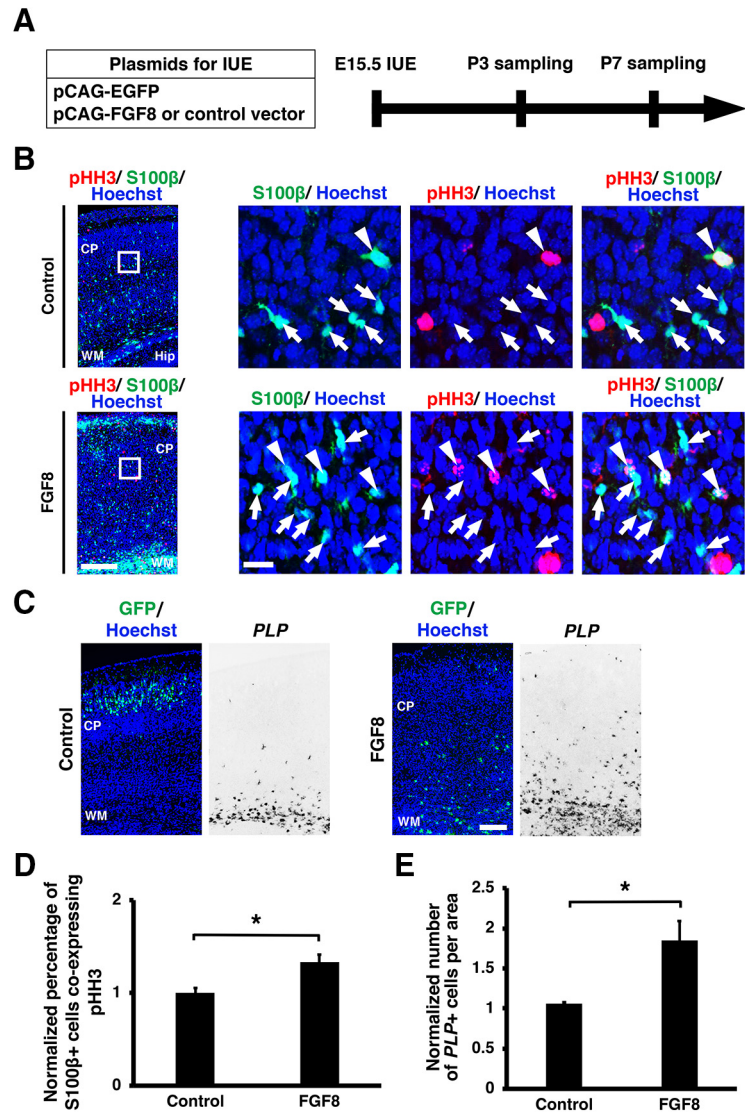 A
Plasmids for IUE
pCAG-EGFP
pCAG-FGF8 or control vector
E15.5 IUE
P3 sampling
P7 sampling
B
pHH3/ S100β/
Hoechst
S100β/ Hoechst
pHH3/ Hoechst
pHH3/ S100β/
Hoechst
Control
CP
WM
Hip
pHH3/ S100β/
Hoechst
S100β/ Hoechst
pHH3/ Hoechst
pHH3/ S100β/
Hoechst
FGF8
CP
WM
C
GFP/
Hoechst
PLP
GFP/
Hoechst
PLP
Control
CP
WM
FGF8
CP
WM
D
Normalized percentage of
S100β+ cells co-expressing
pHH3
2
1
0
*
Control
FGF8
E
Normalized number
of PLP+ cells per area
2.5
2
1.5
1
0.5
0
*
Control
FGF8